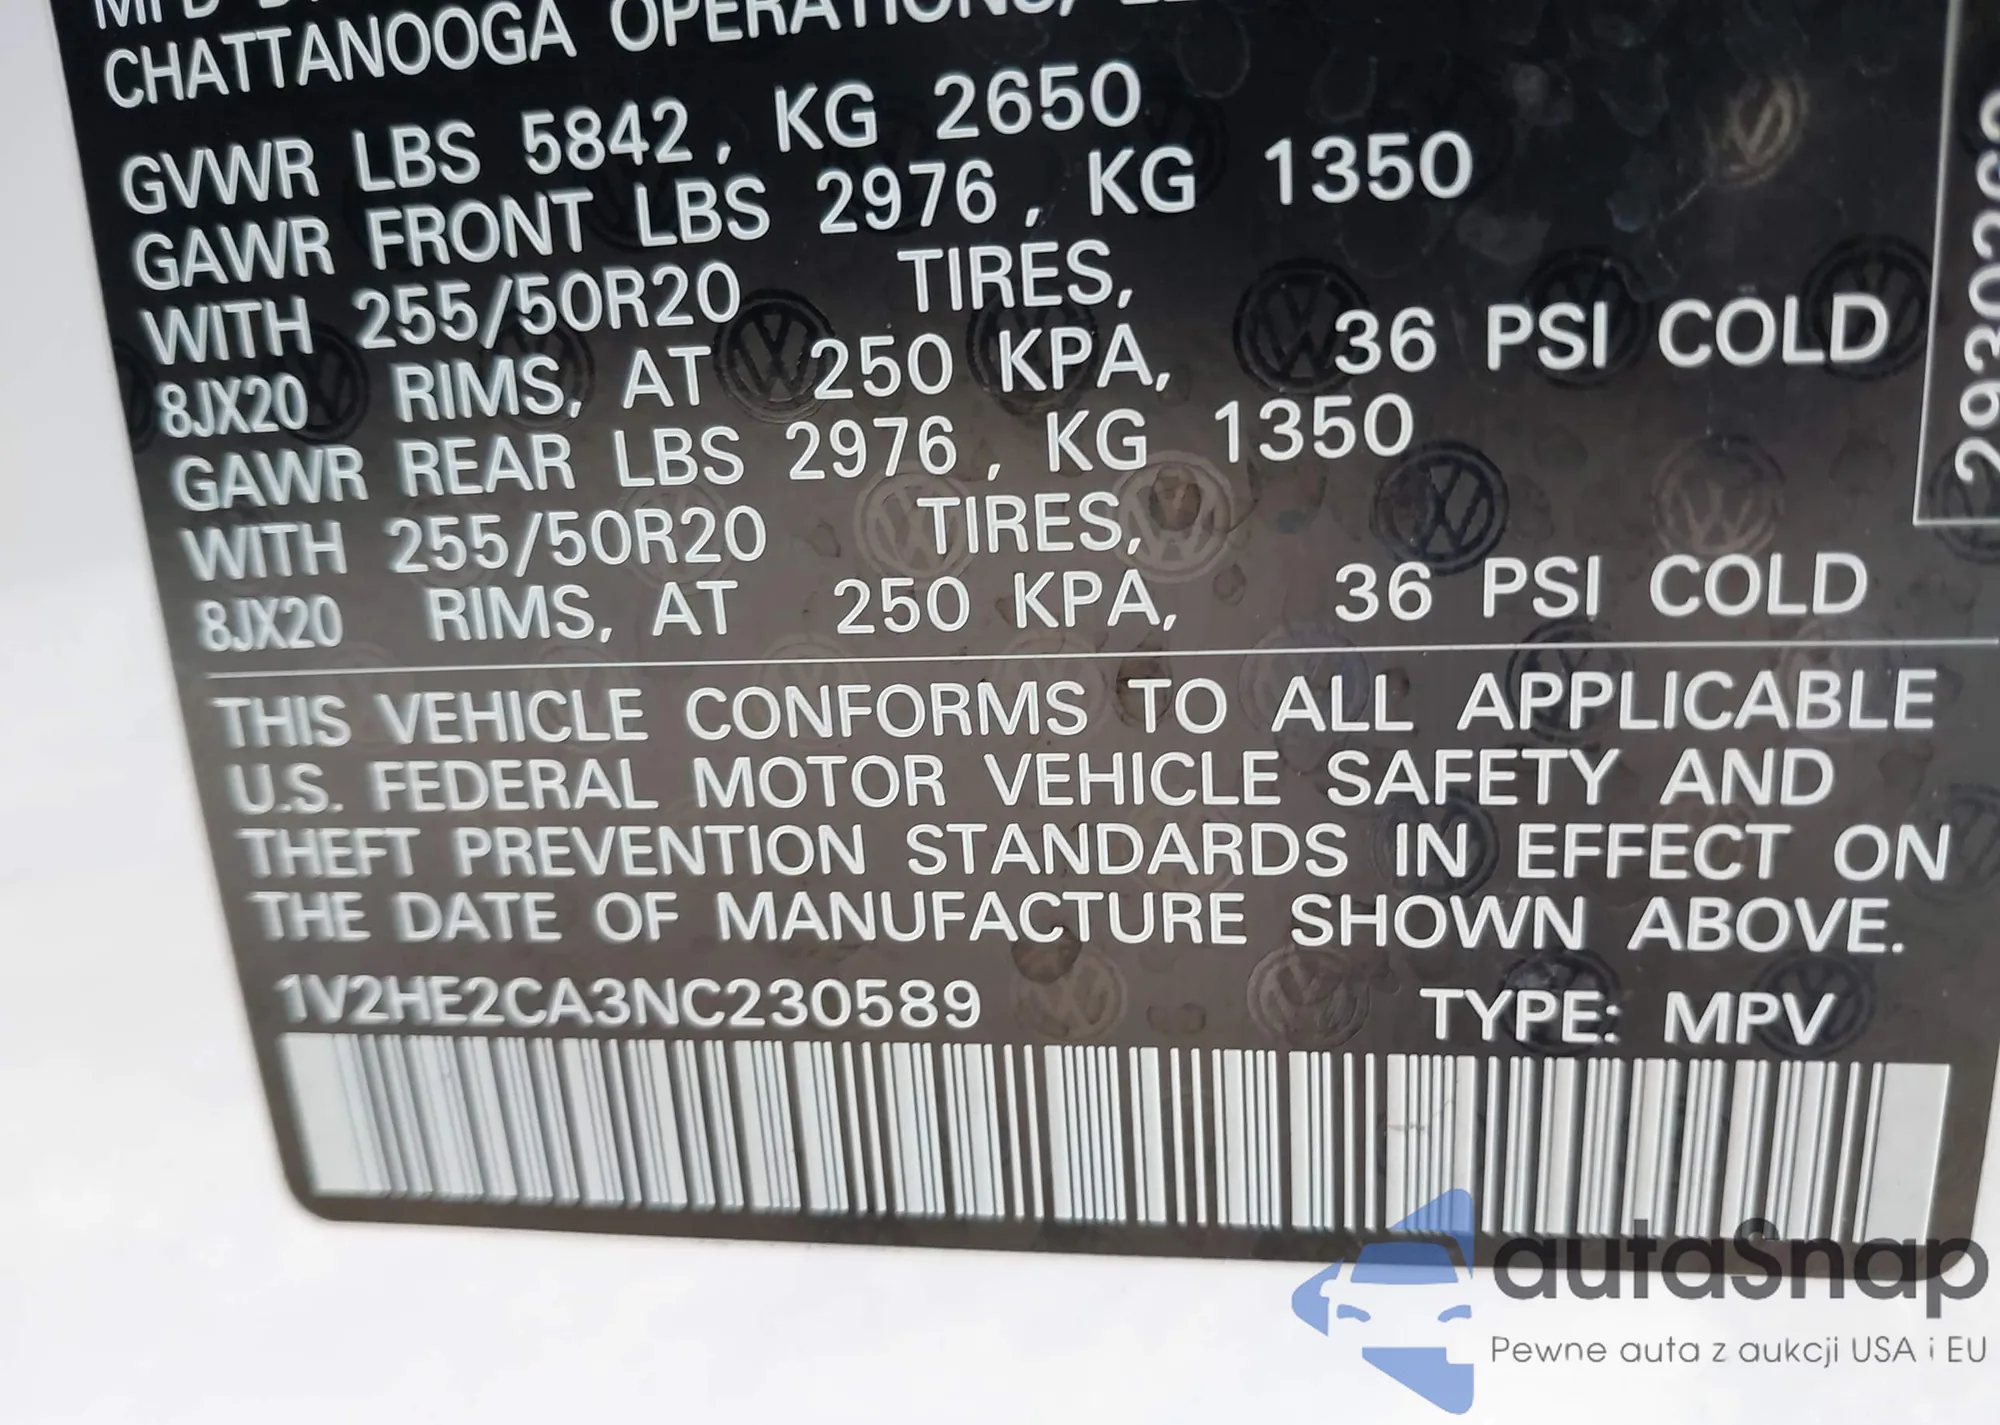 CHATTANOOGA OPERATIONS,
GVWR LBS 5842, KG 2650
GAWR FRONT LBS 2976, KG 1350
WITH 255/50R20 TIRES,
8JX20 RIMS, AT 250 KPA, 36 PSI COLD
GAWR REAR LBS 2976, KG 1350
WITH 255/50R20 TIRES,
8JX20 RIMS, AT 250 KPA, 36 PSI COLD
THIS VEHICLE CONFORMS TO ALL APPLICABLE
U.S. FEDERAL MOTOR VEHICLE SAFETY AND
THEFT PREVENTION STANDARDS IN EFFECT ON
THE DATE OF MANUFACTURE SHOWN ABOVE.
1V2HE2CA3NC230589 TYPE: MPV
autoSnap
Pewne auta z aukcji USA i EU